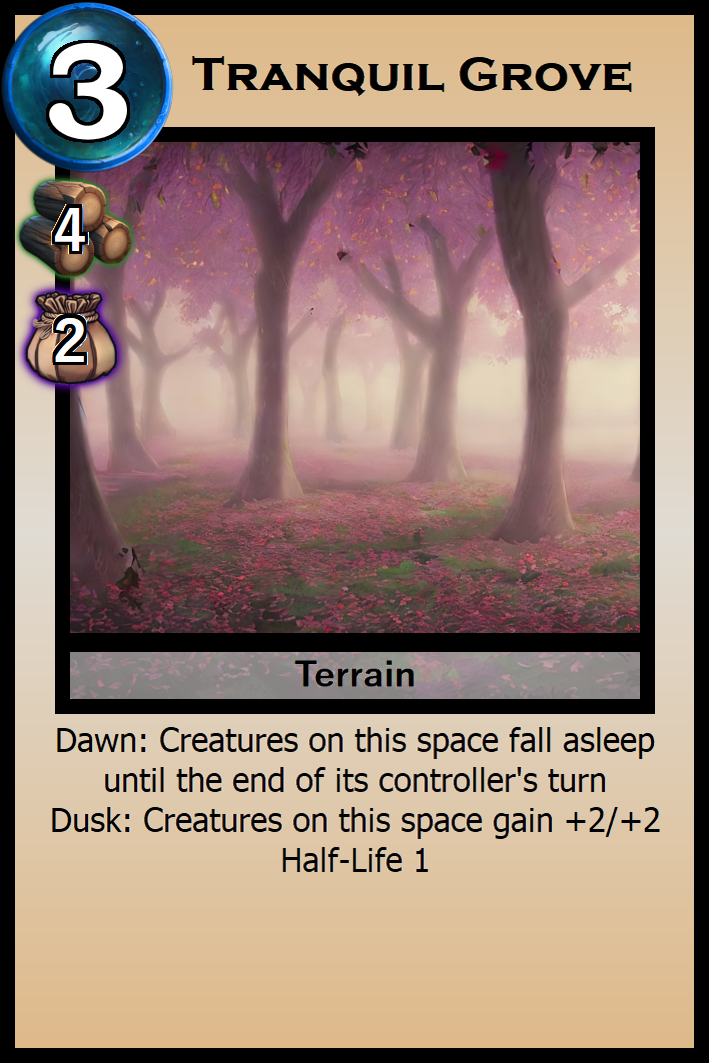 3
Tranquil Grove
4
2
Terrain
Dawn: Creatures on this space fall asleep
until the end of its controller's turn
Dusk: Creatures on this space gain +2/+2
Half-Life 1